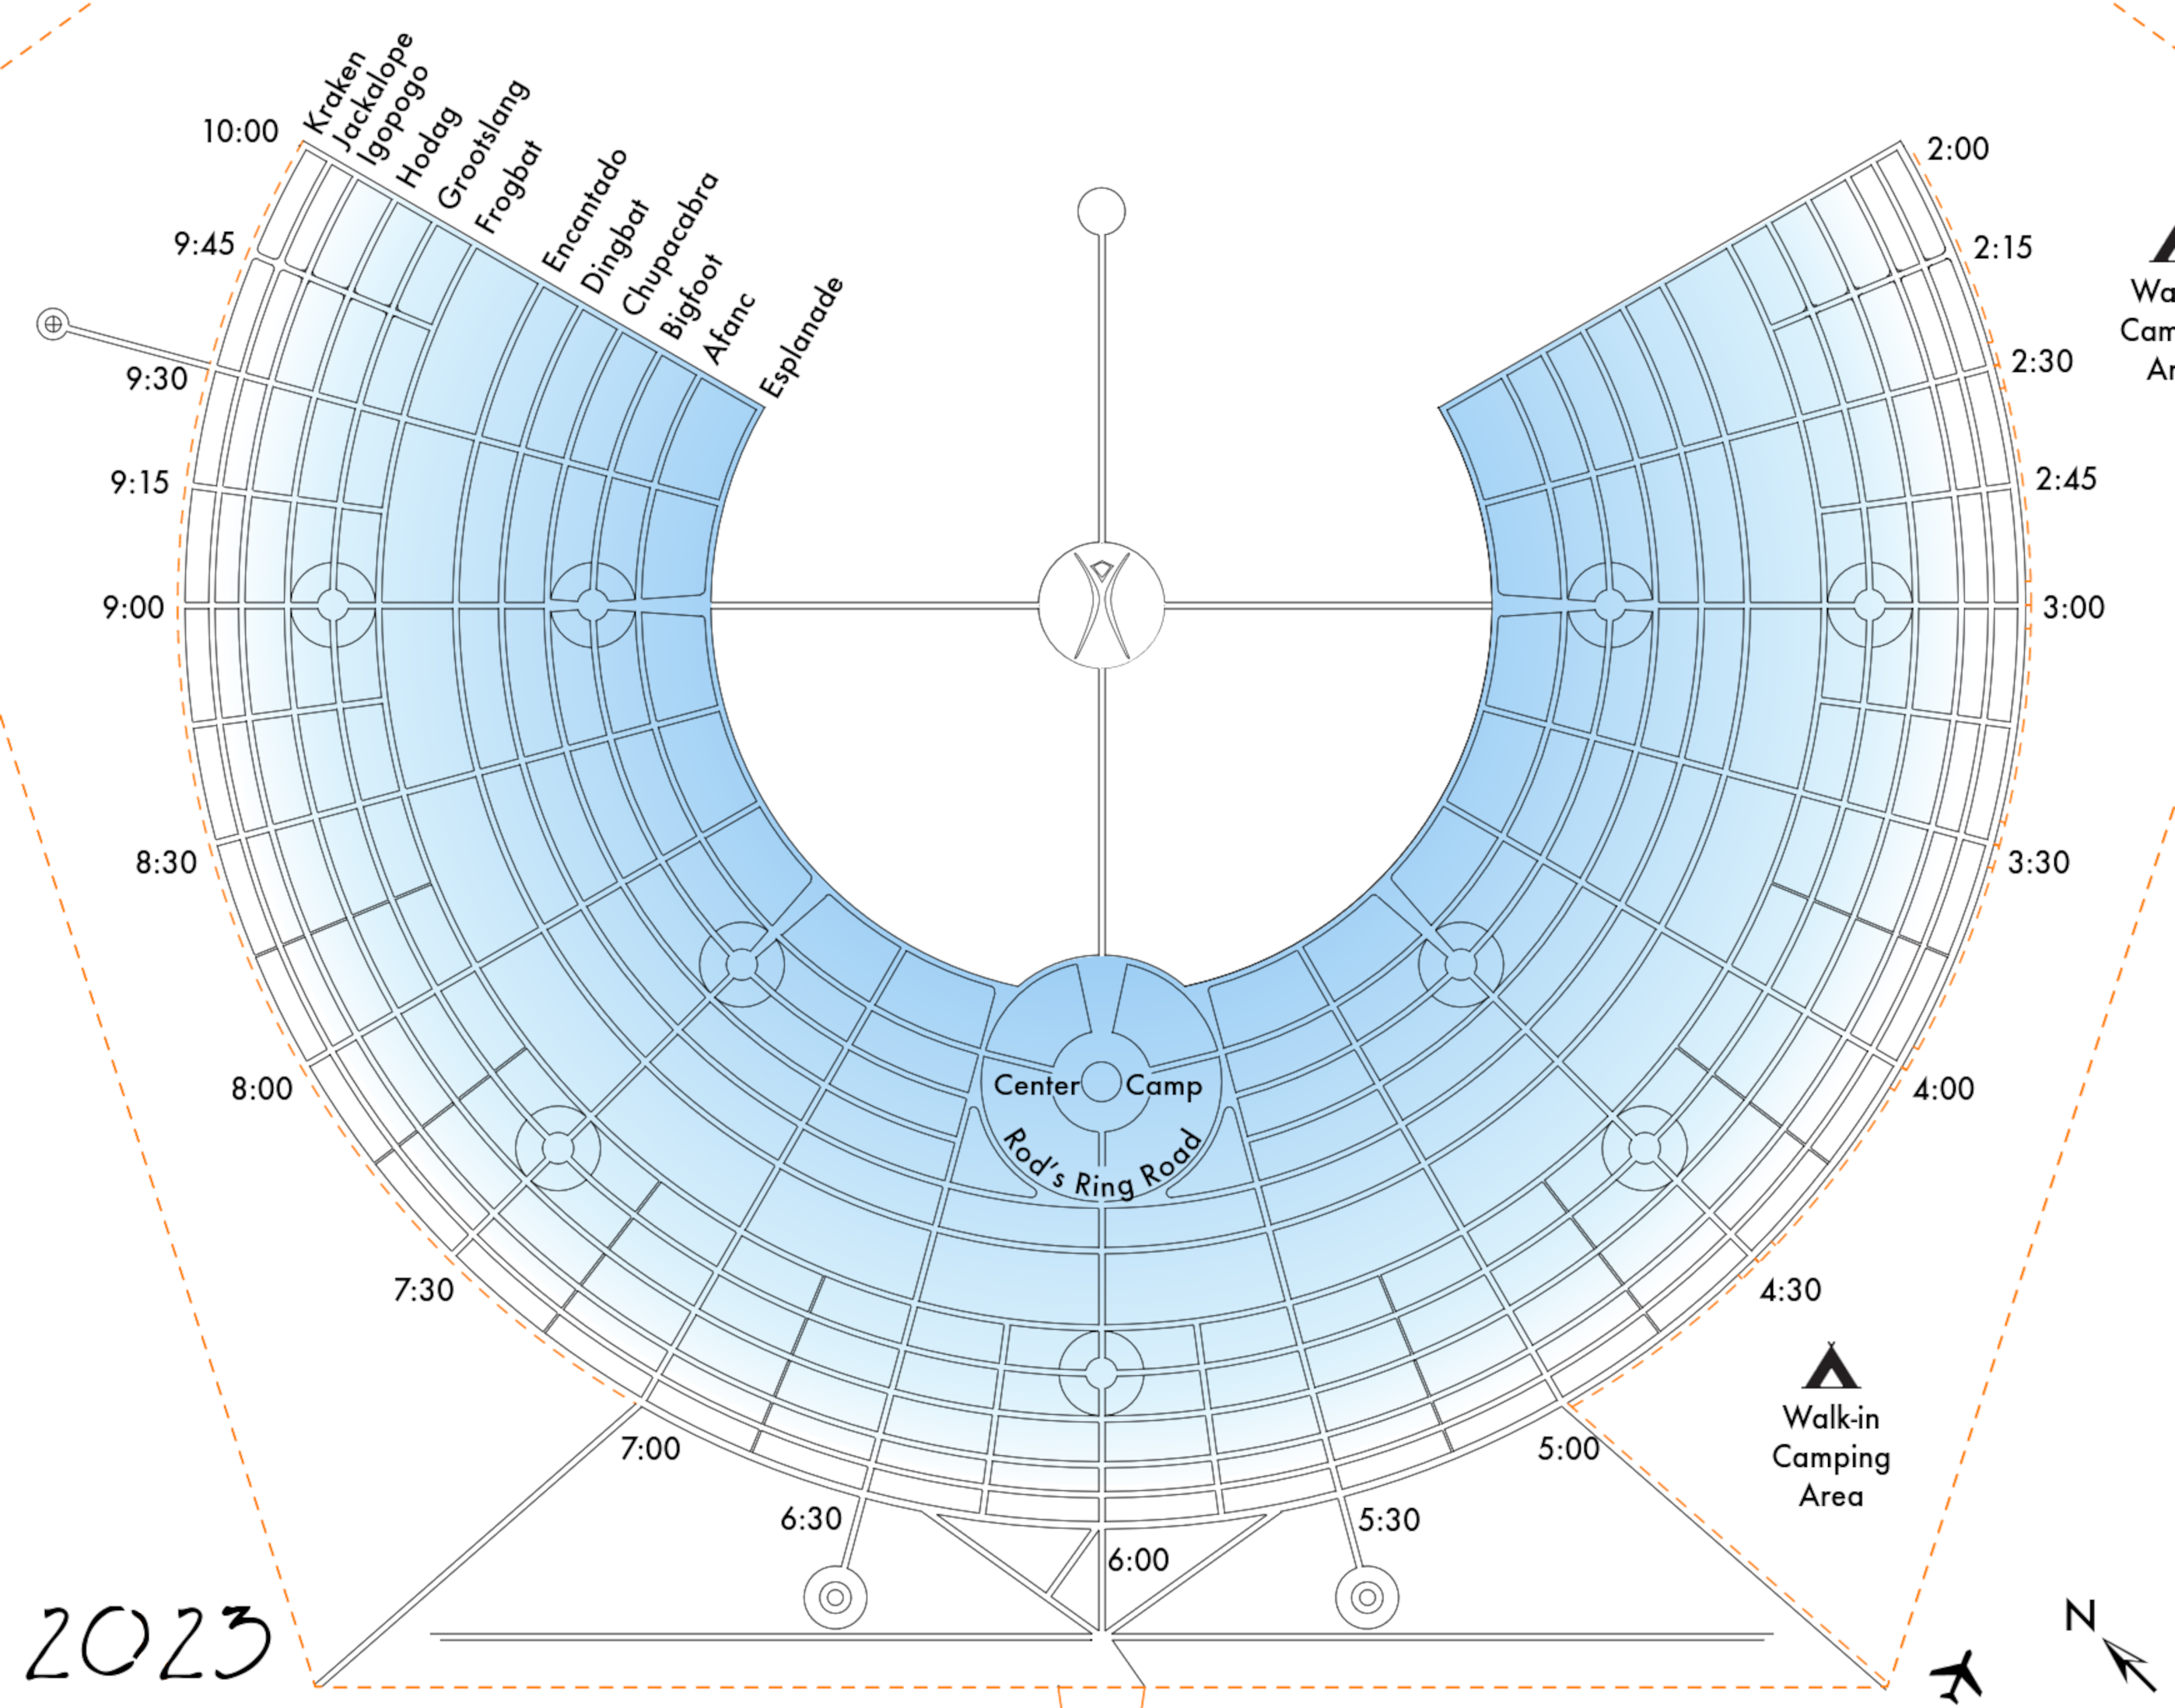 Kraken
Jackalope
Igopogo
Hodag
Grootslang
Frogbat
Encantado
Dingbat
Chupacabra
Bigfoot
Afanc
Esplanade
10:00
9:45
9:30
9:15
9:00
8:30
8:00
7:30
7:00
6:30
6:00
5:30
5:00
4:30
4:00
3:30
3:00
2:45
2:30
2:15
2:00
Center Camp
Rod's Ring Road
Walk-in
Camping
Area
2023
N